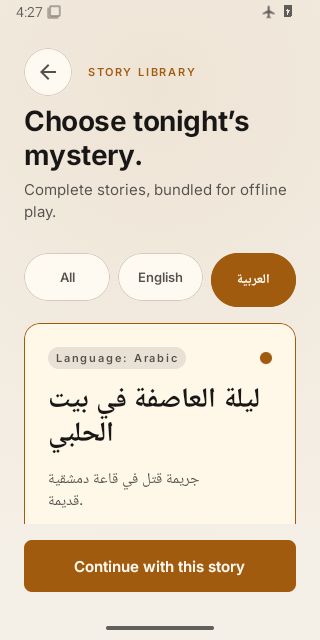 4:27
STORY LIBRARY
Choose tonight's
mystery.
Complete stories, bundled for offline
play.
All
English
العربية
Language: Arabic
ليلة العاصفة في بيت
الحلبي
جريمة قتل في قاعة دمشقية
قديمة.
Continue with this story